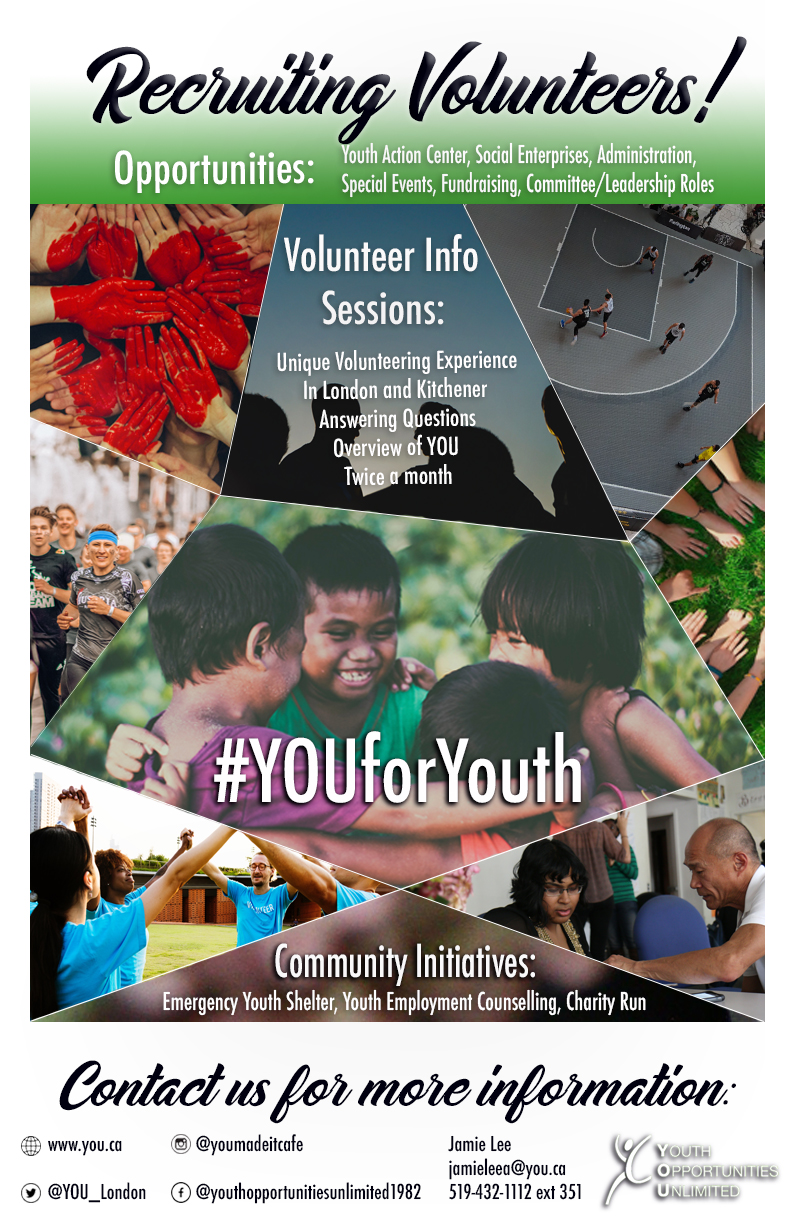 Recruiting Volunteers!
Opportunities:
Youth Action Center, Social Enterprises, Administration,
Special Events, Fundraising, Committee/Leadership Roles
Volunteer Info
Sessions:
Unique Volunteering Experience
In London and Kitchener
Answering Questions
Overview of YOU
Twice a month
#YOUforYouth
VOLUNTEER
Community Initiatives:
Emergency Youth Shelter, Youth Employment Counselling, Charity Run
Contact us for more information:
www.you.ca
@youmadeitcafe
@YOU_London
@youthopportunitiesunlimited1982
Jamie Lee
jamieleea@you.ca
519-432-1112 ext 351
YOUTH
OPPORTUNITIES
UNLIMITED